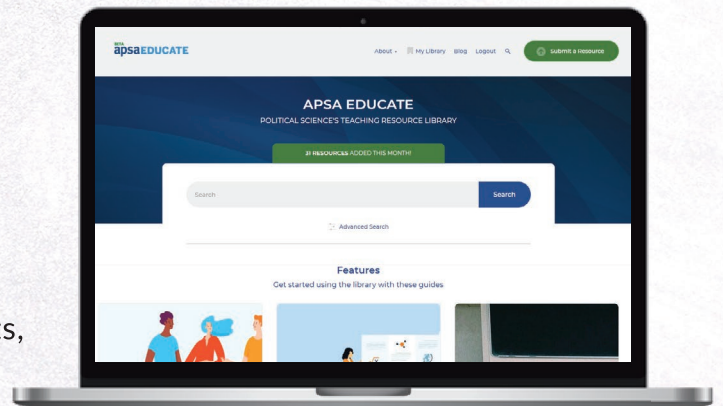 BETA
apsaEDUCATE
About
My Library
Blog
Logout
Submit a Resource
APSA EDUCATE
POLITICAL SCIENCE'S TEACHING RESOURCE LIBRARY
31 RESOURCES ADDED THIS MONTH!
Search
Search
Advanced Search
Features
Get started using the library with these guides